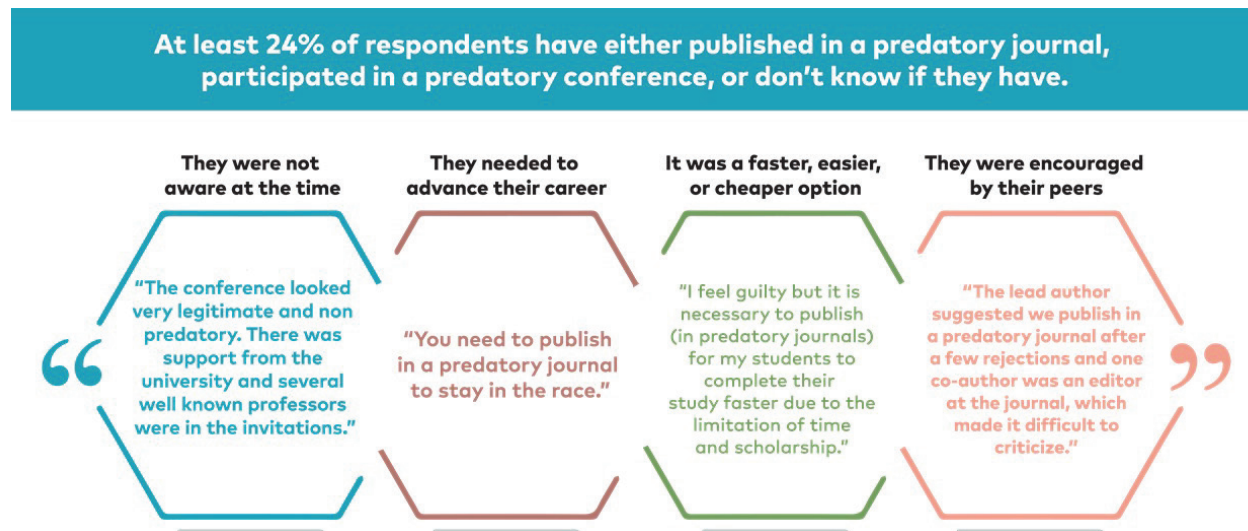 At least 24% of respondents have either published in a predatory journal,
participated in a predatory conference, or don’t know if they have.
They were not
aware at the time
“The conference looked
very legitimate and non
predatory. There was
support from the
university and several
well known professors
were in the invitations.”
They needed to
advance their career
“You need to publish
in a predatory journal
to stay in the race.”
It was a faster, easier,
or cheaper option
“I feel guilty but it is
necessary to publish
(in predatory journals)
for my students to
complete their
study faster due to the
limitation of time
and scholarship.”
They were encouraged
by their peers
“The lead author
suggested we publish in
a predatory journal after
a few rejections and one
co-author was an editor
at the journal, which
made it difficult to
criticize.”